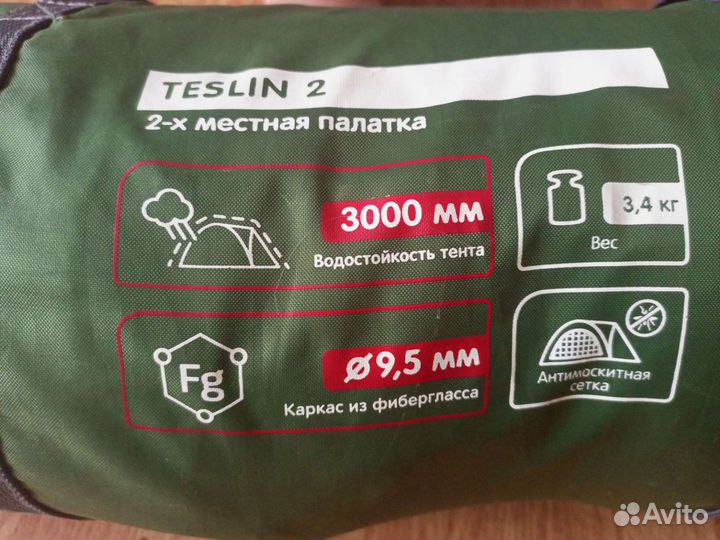 TESLIN 2
2-х местная палатка
3000 мм
Водостойкость тента
3,4 кг
Вес
Fg
Ø9,5 мм
Каркас из фибергласса
Антимоскитная
сетка
Avito